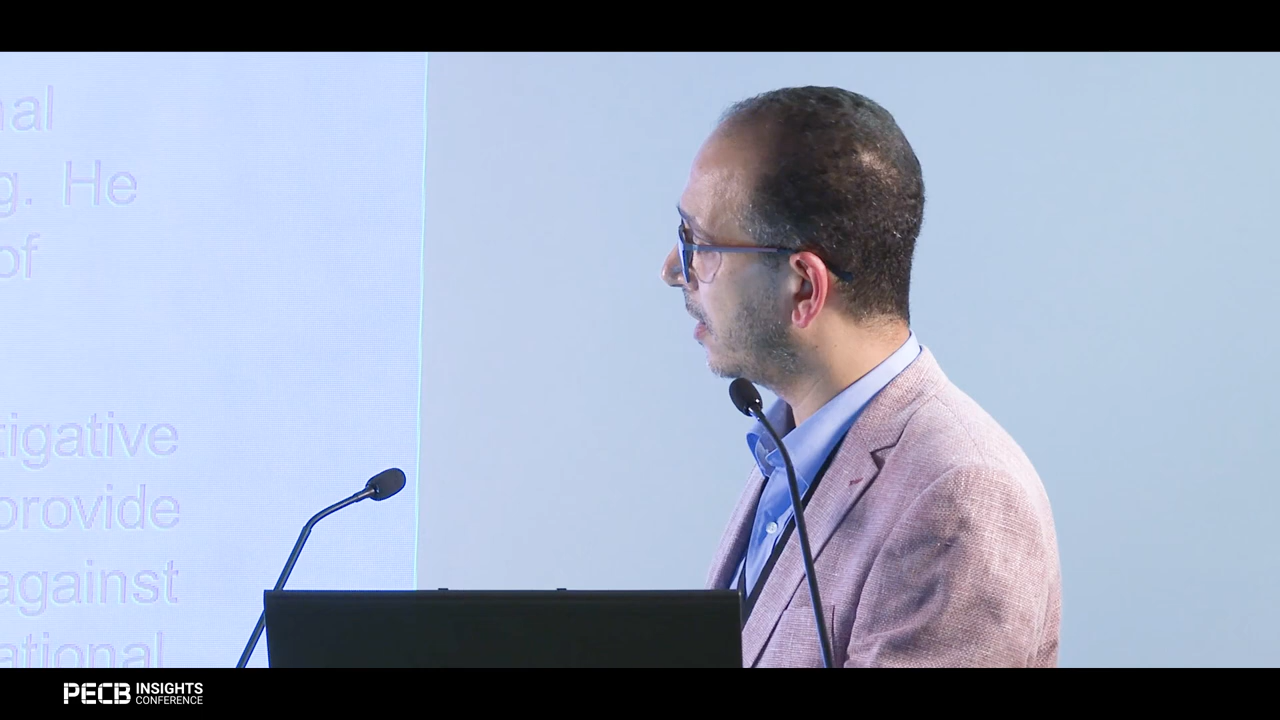 nal
g. He
of
tigative
provide
against
ational
PECB INSIGHTS
CONFERENCE